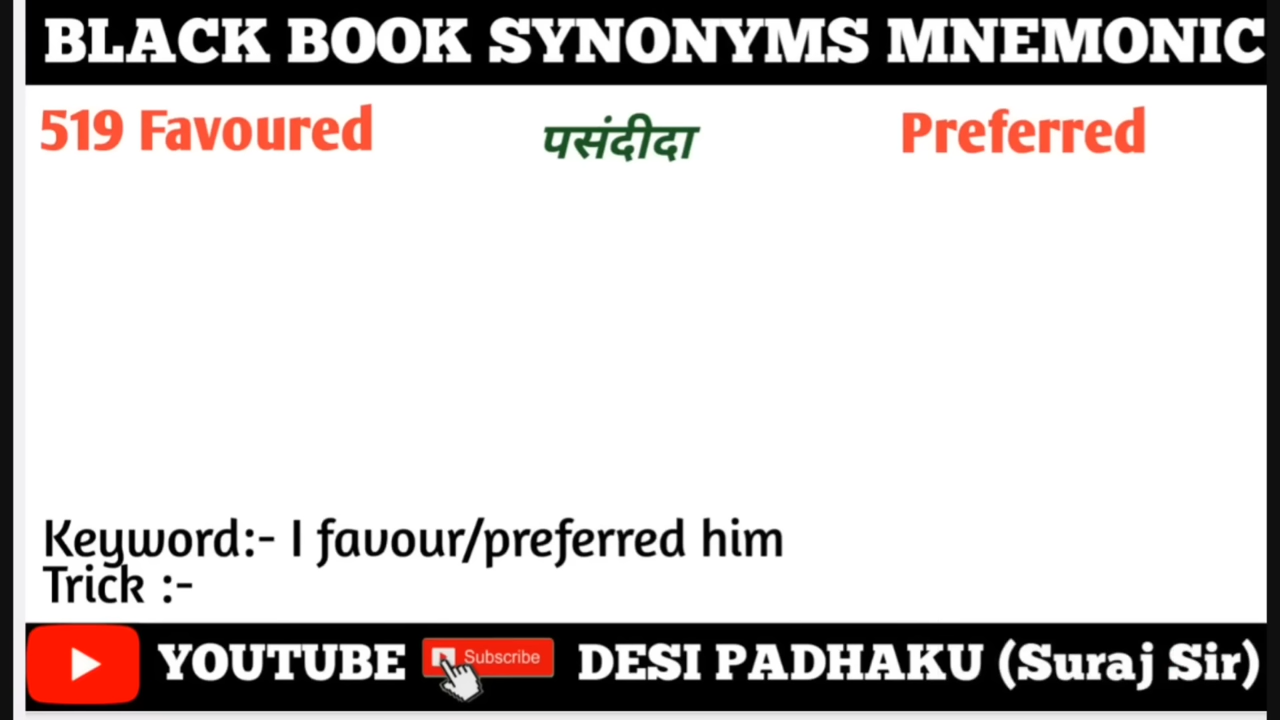 BLACK BOOK SYNONYMS MNEMONIC
519 Favoured पसंदीदा Preferred
Keyword:- I favour/preferred him
Trick :-
YOUTUBE Subscribe DESI PADHAKU (Suraj Sir)